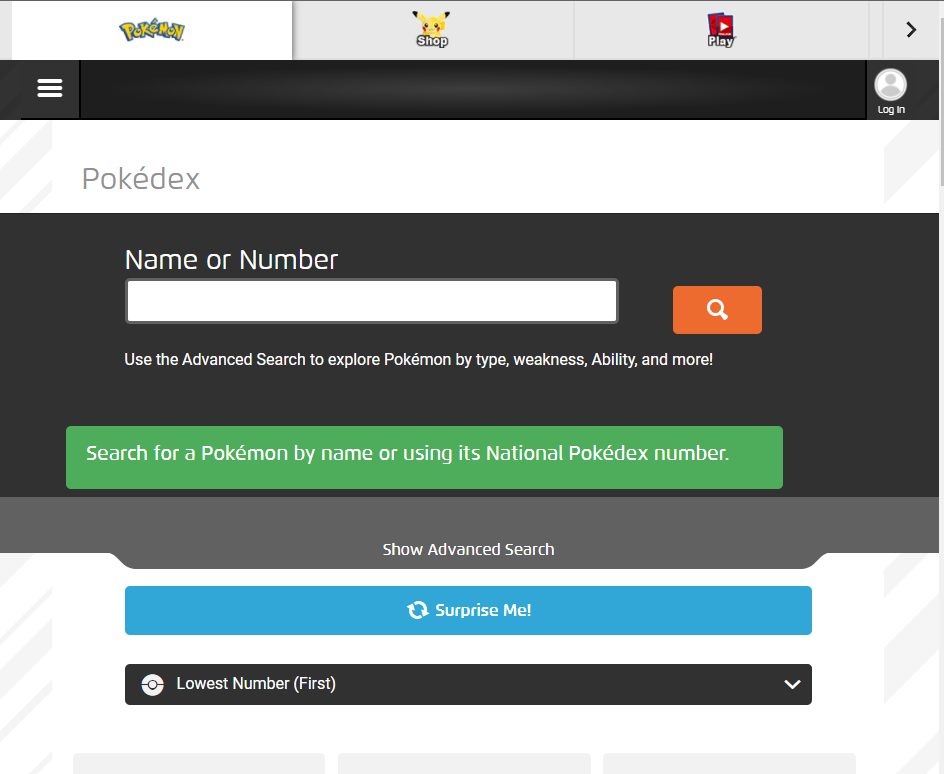 Pokémon
Shop
Play
Log In
Pokédex
Name or Number
Use the Advanced Search to explore Pokémon by type, weakness, Ability, and more!
Search for a Pokémon by name or using its National Pokédex number.
Show Advanced Search
Surprise Me!
Lowest Number (First)